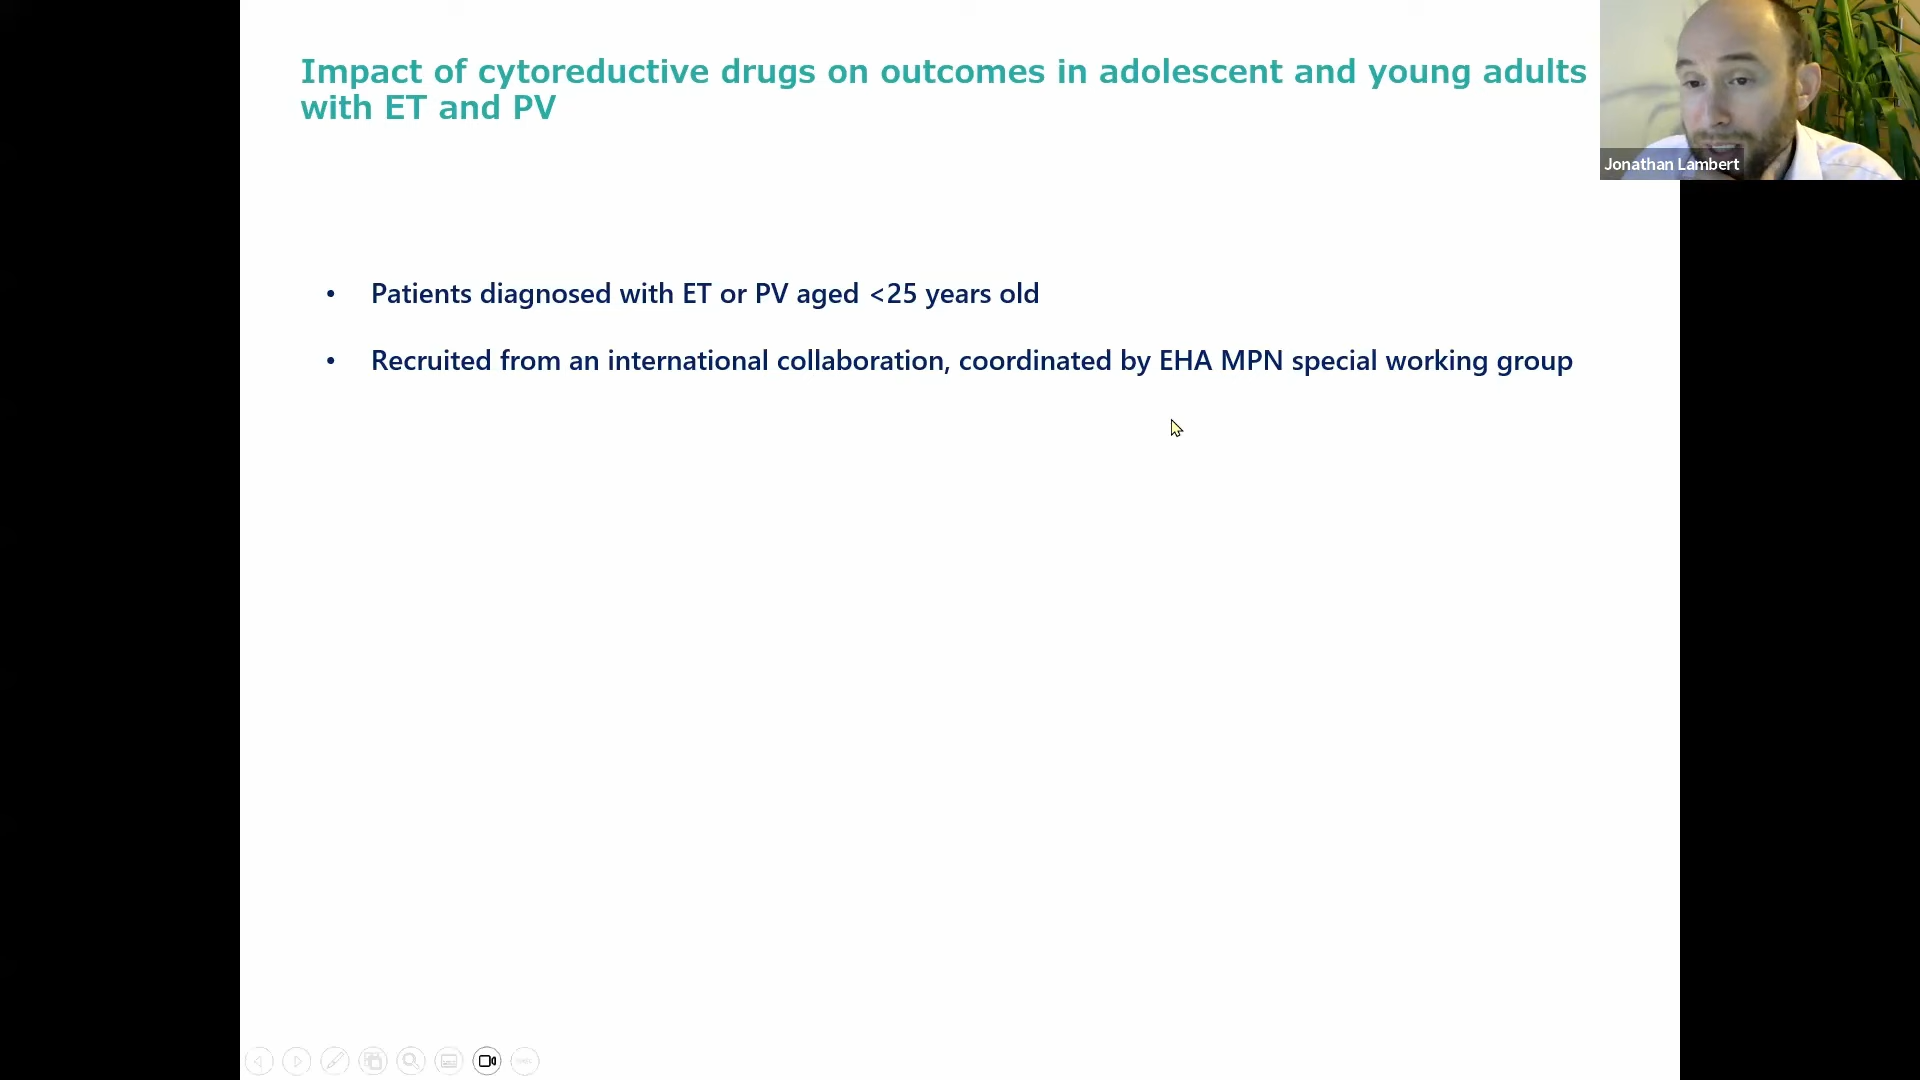 Impact of cytoreductive drugs on outcomes in adolescent and young adults
with ET and PV
Jonathan Lambert
• Patients diagnosed with ET or PV aged <25 years old
• Recruited from an international collaboration, coordinated by EHA MPN special working group